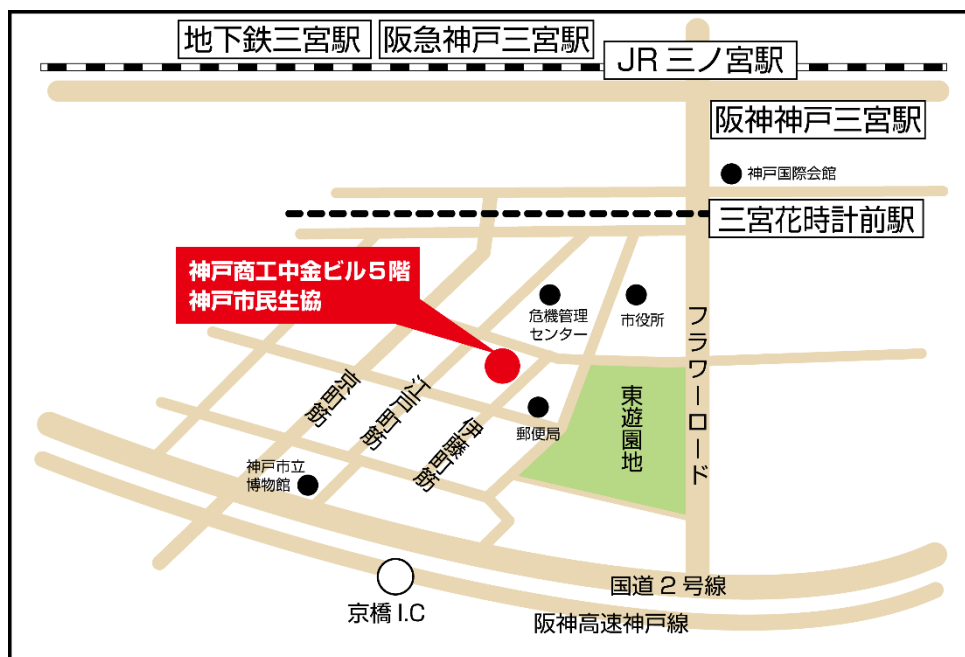 地下鉄三宮駅
阪急神戸三宮駅
JR 三ノ宮駅
阪神神戸三宮駅
神戸国際会館
三宮花時計前駅
神戸商工中金ビル5階
神戸市民生協
危機管理
センター
市役所
フラワーロード
京町筋
江戸町筋
伊藤町筋
郵便局
東遊園地
神戸市立
博物館
京橋 I.C
国道 2 号線
阪神高速神戸線